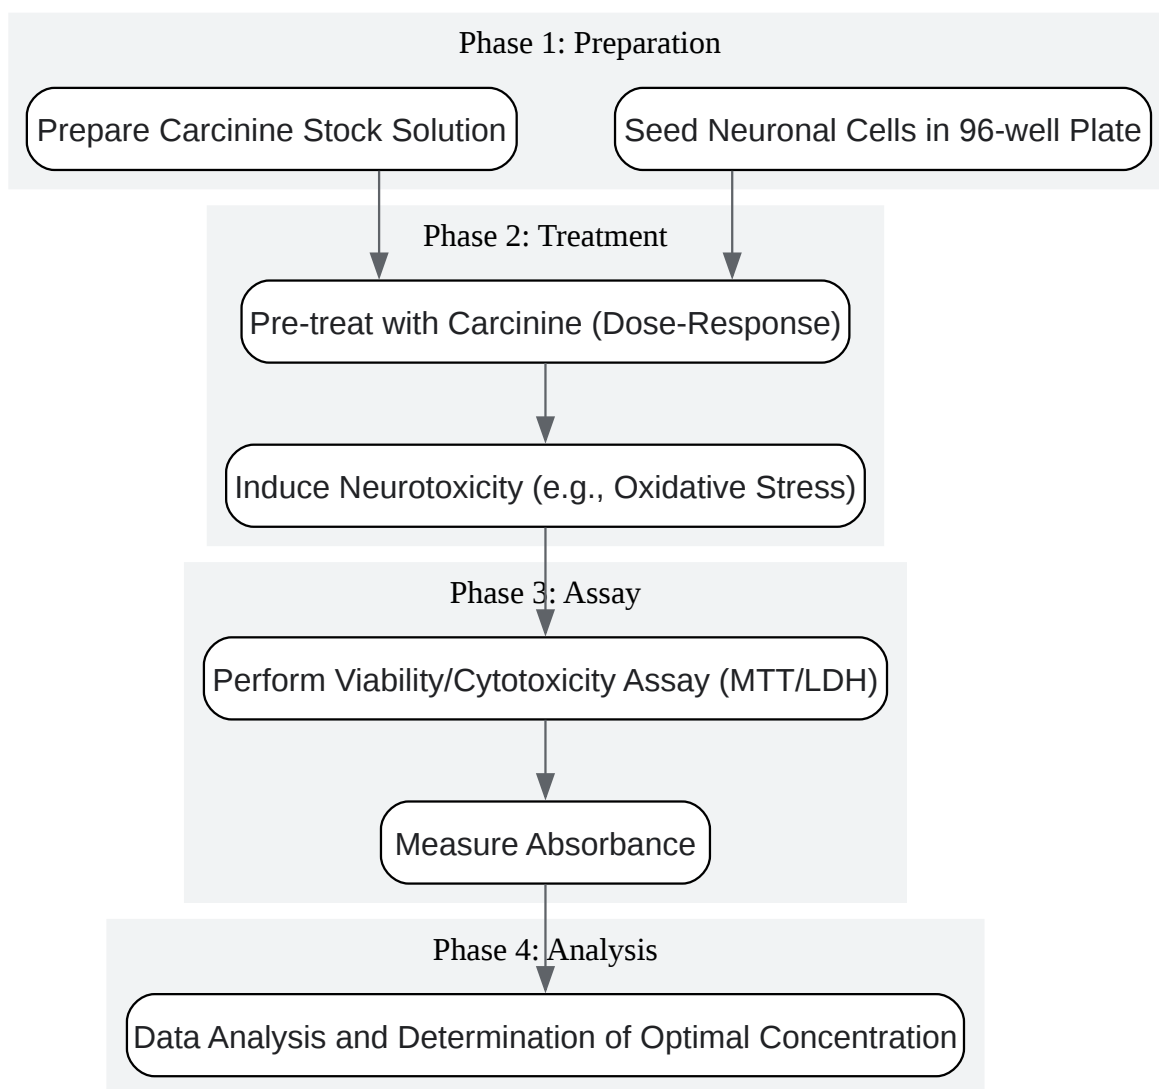 Phase 1: Preparation
Prepare Carcinine Stock Solution
Seed Neuronal Cells in 96-well Plate
Phase 2: Treatment
Pre-treat with Carcinine (Dose-Response)
Induce Neurotoxicity (e.g., Oxidative Stress)
Phase 3: Assay
Perform Viability/Cytotoxicity Assay (MTT/LDH)
Measure Absorbance
Phase 4: Analysis
Data Analysis and Determination of Optimal Concentration